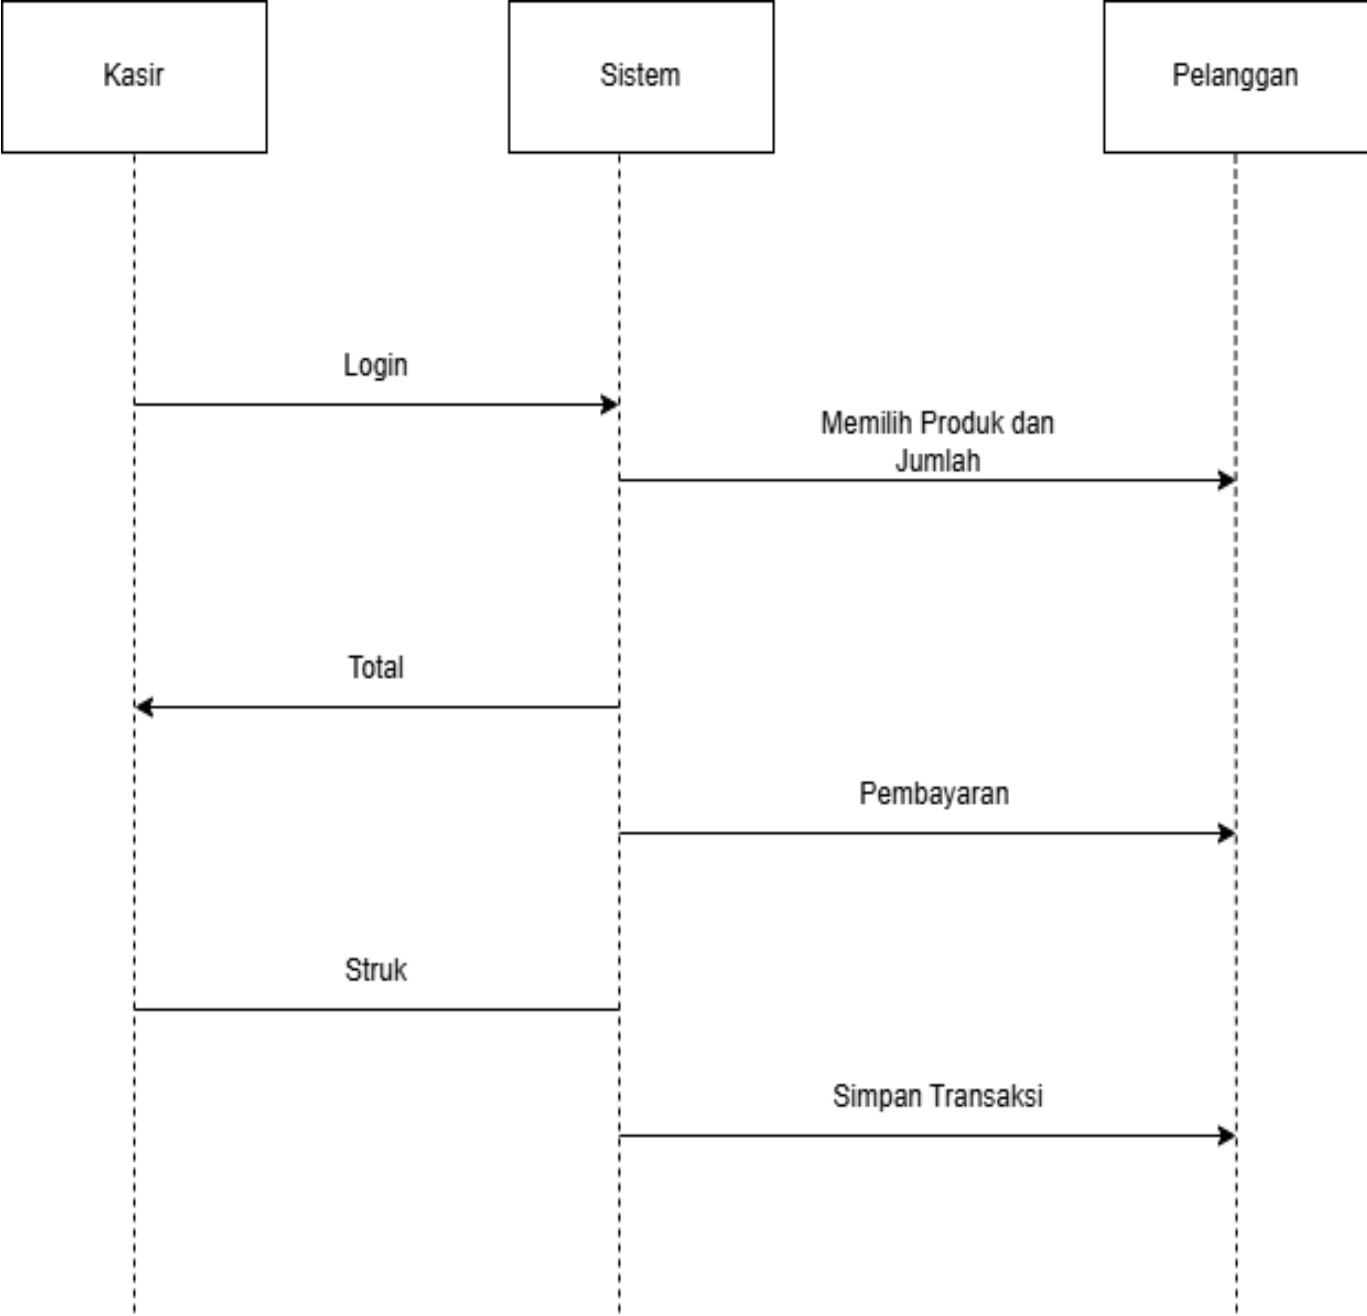 Kasir
Sistem
Pelanggan
Login
Memilih Produk dan
Jumlah
Total
Pembayaran
Struk
Simpan Transaksi